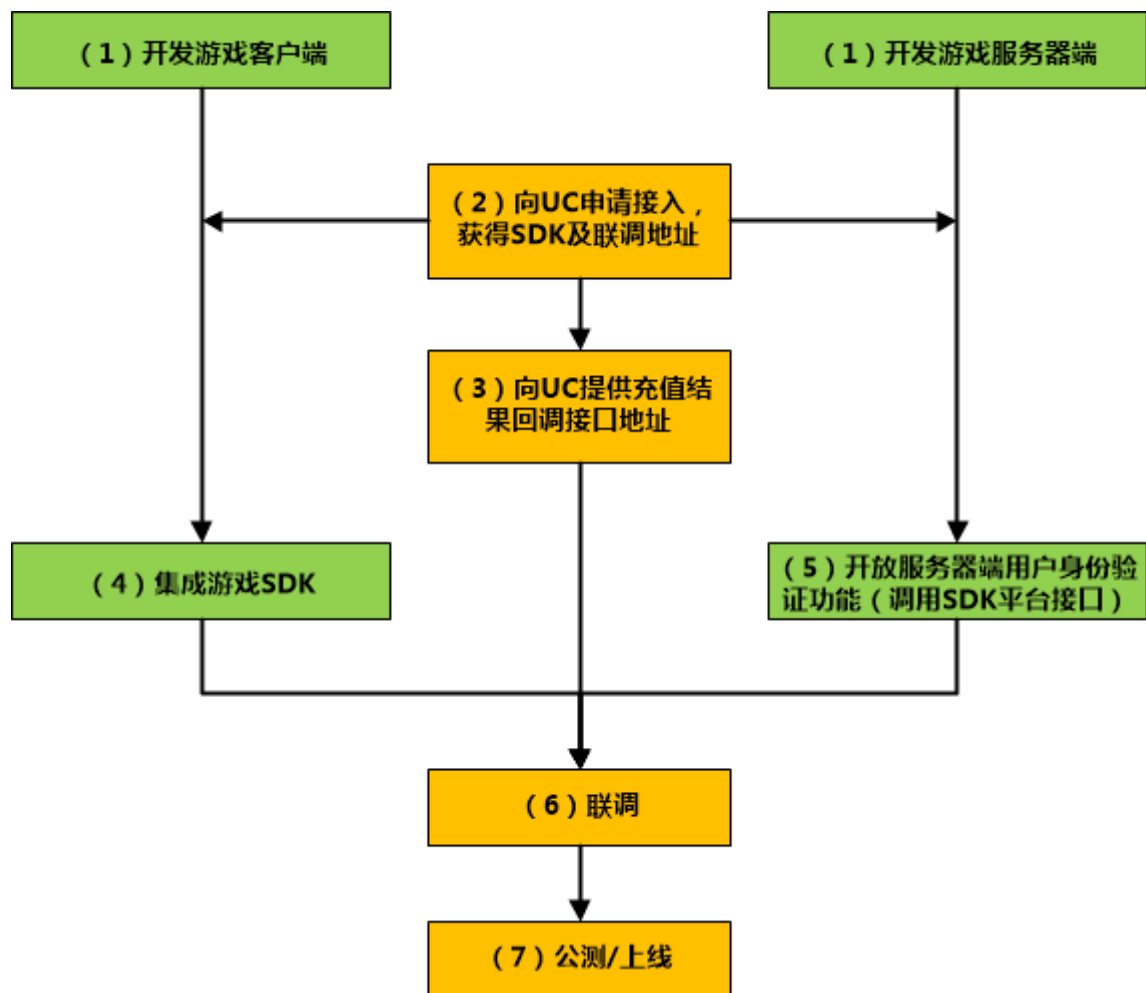 （1）开发游戏客户端
（1）开发游戏服务器端
（2）向UC申请接入，
获得SDK及联调地址
（3）向UC提供充值结
果回调接口地址
（4）集成游戏SDK
（5）开放服务器端用户身份验
证功能（调用SDK平台接口）
（6）联调
（7）公测/上线